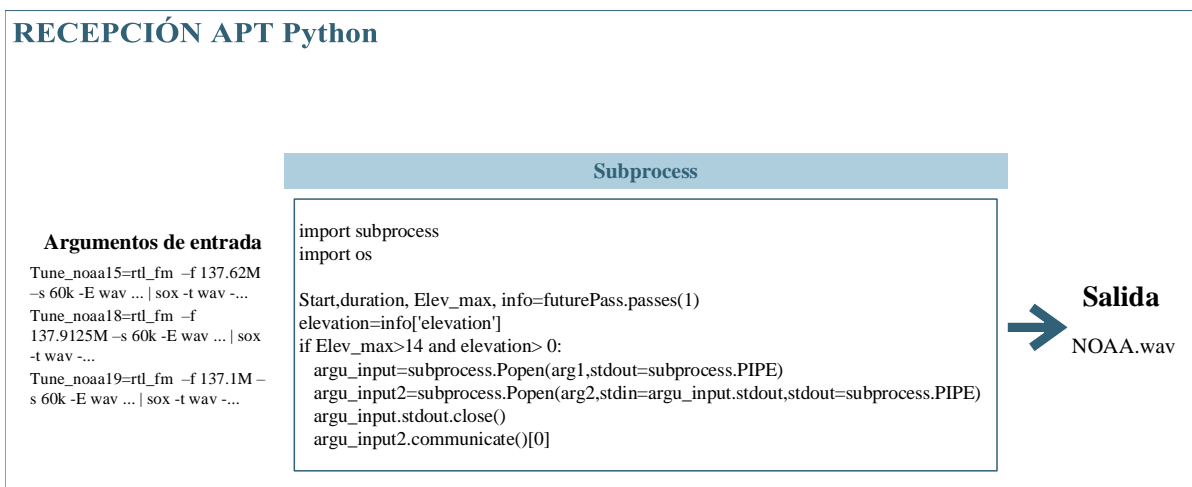 RECEPCIÓN APT Python
Subprocess
Argumentos de entrada
Tune_noaa15=rtl_fm –f 137.62M
–s 60k -E wav ... | sox -t wav -...
Tune_noaa18=rtl_fm –f
137.9125M –s 60k -E wav ... | sox
-t wav -...
Tune_noaa19=rtl_fm –f 137.1M –
s 60k -E wav ... | sox -t wav -...
import subprocess
import os
Start,duration, Elev_max, info=futurePass.passes(1)
elevation=info['elevation']
if Elev_max>14 and elevation> 0:
argu_input=subprocess.Popen(arg1,stdout=subprocess.PIPE)
argu_input2=subprocess.Popen(arg2,stdin=argu_input.stdout,stdout=subprocess.PIPE)
argu_input.stdout.close()
argu_input2.communicate()[0]
Salida
NOAA.wav